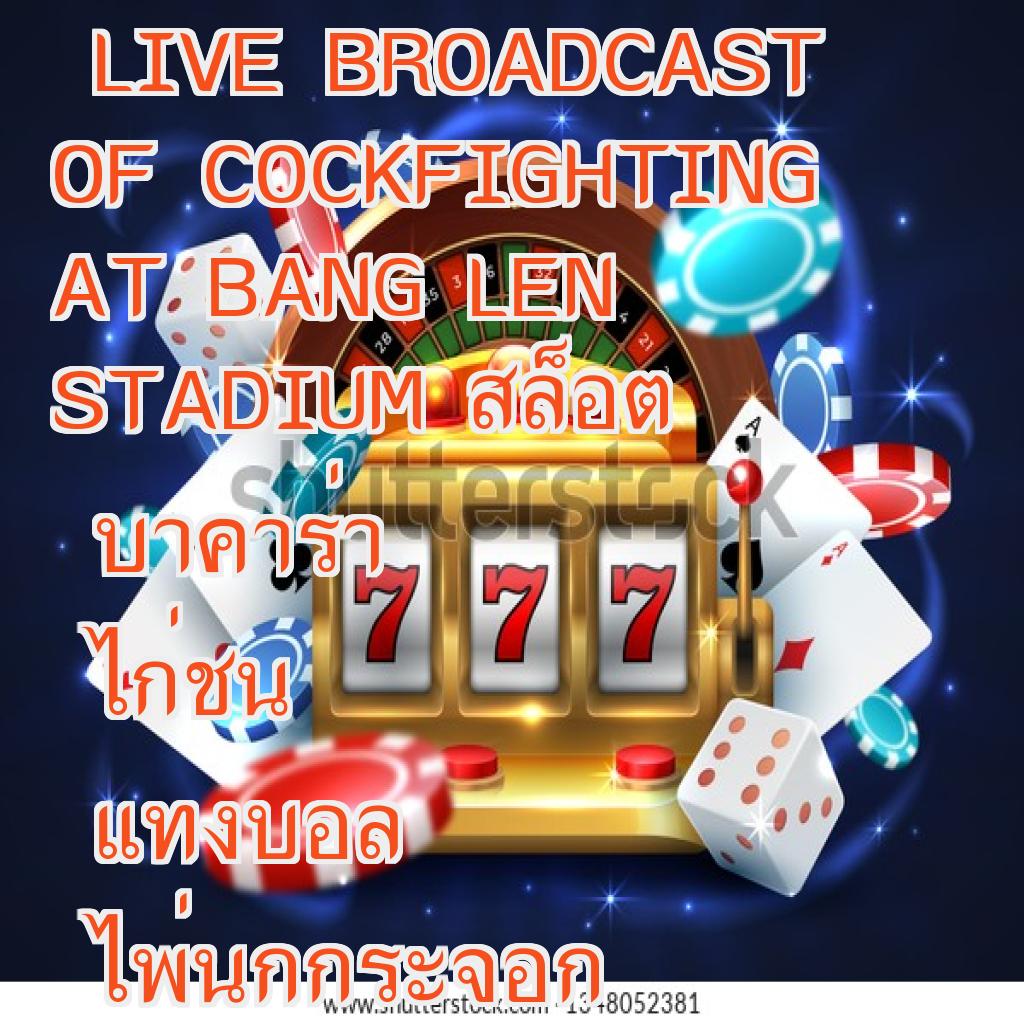 LIVE BROADCAST
OF COCKFIGHTING
AT BANG LEN
STADIUM สล็อต
บาคาร่า
ไก่ชน
แทงบอล
ไพ่นกกระจอก
shutterstock
7 7 7
www.shutterstock.com · 1348052381